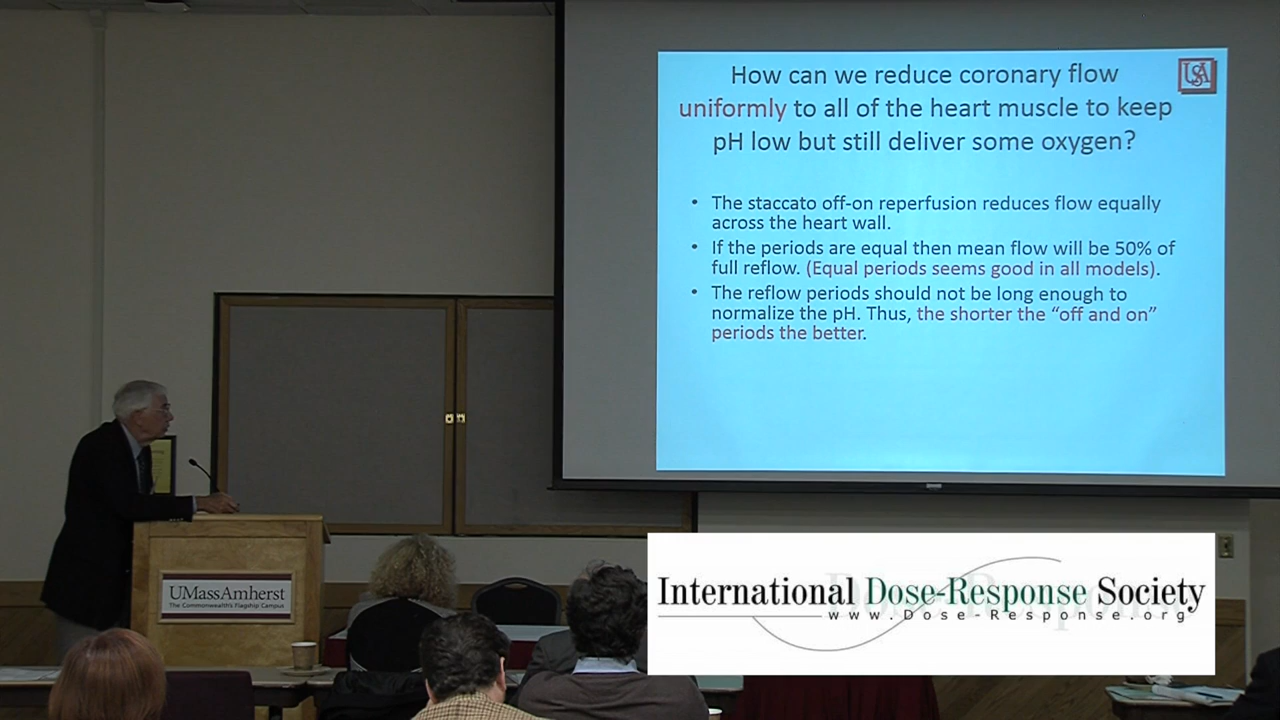 How can we reduce coronary flow
uniformly to all of the heart muscle to keep
pH low but still deliver some oxygen?
USA
• The staccato off-on reperfusion reduces flow equally
across the heart wall.
• If the periods are equal then mean flow will be 50% of
full reflow. (Equal periods seems good in all models).
• The reflow periods should not be long enough to
normalize the pH. Thus, the shorter the “off and on”
periods the better.
UMassAmherst
The Commonwealth's Flagship Campus
International Dose-Response Society
www.Dose-Response.org